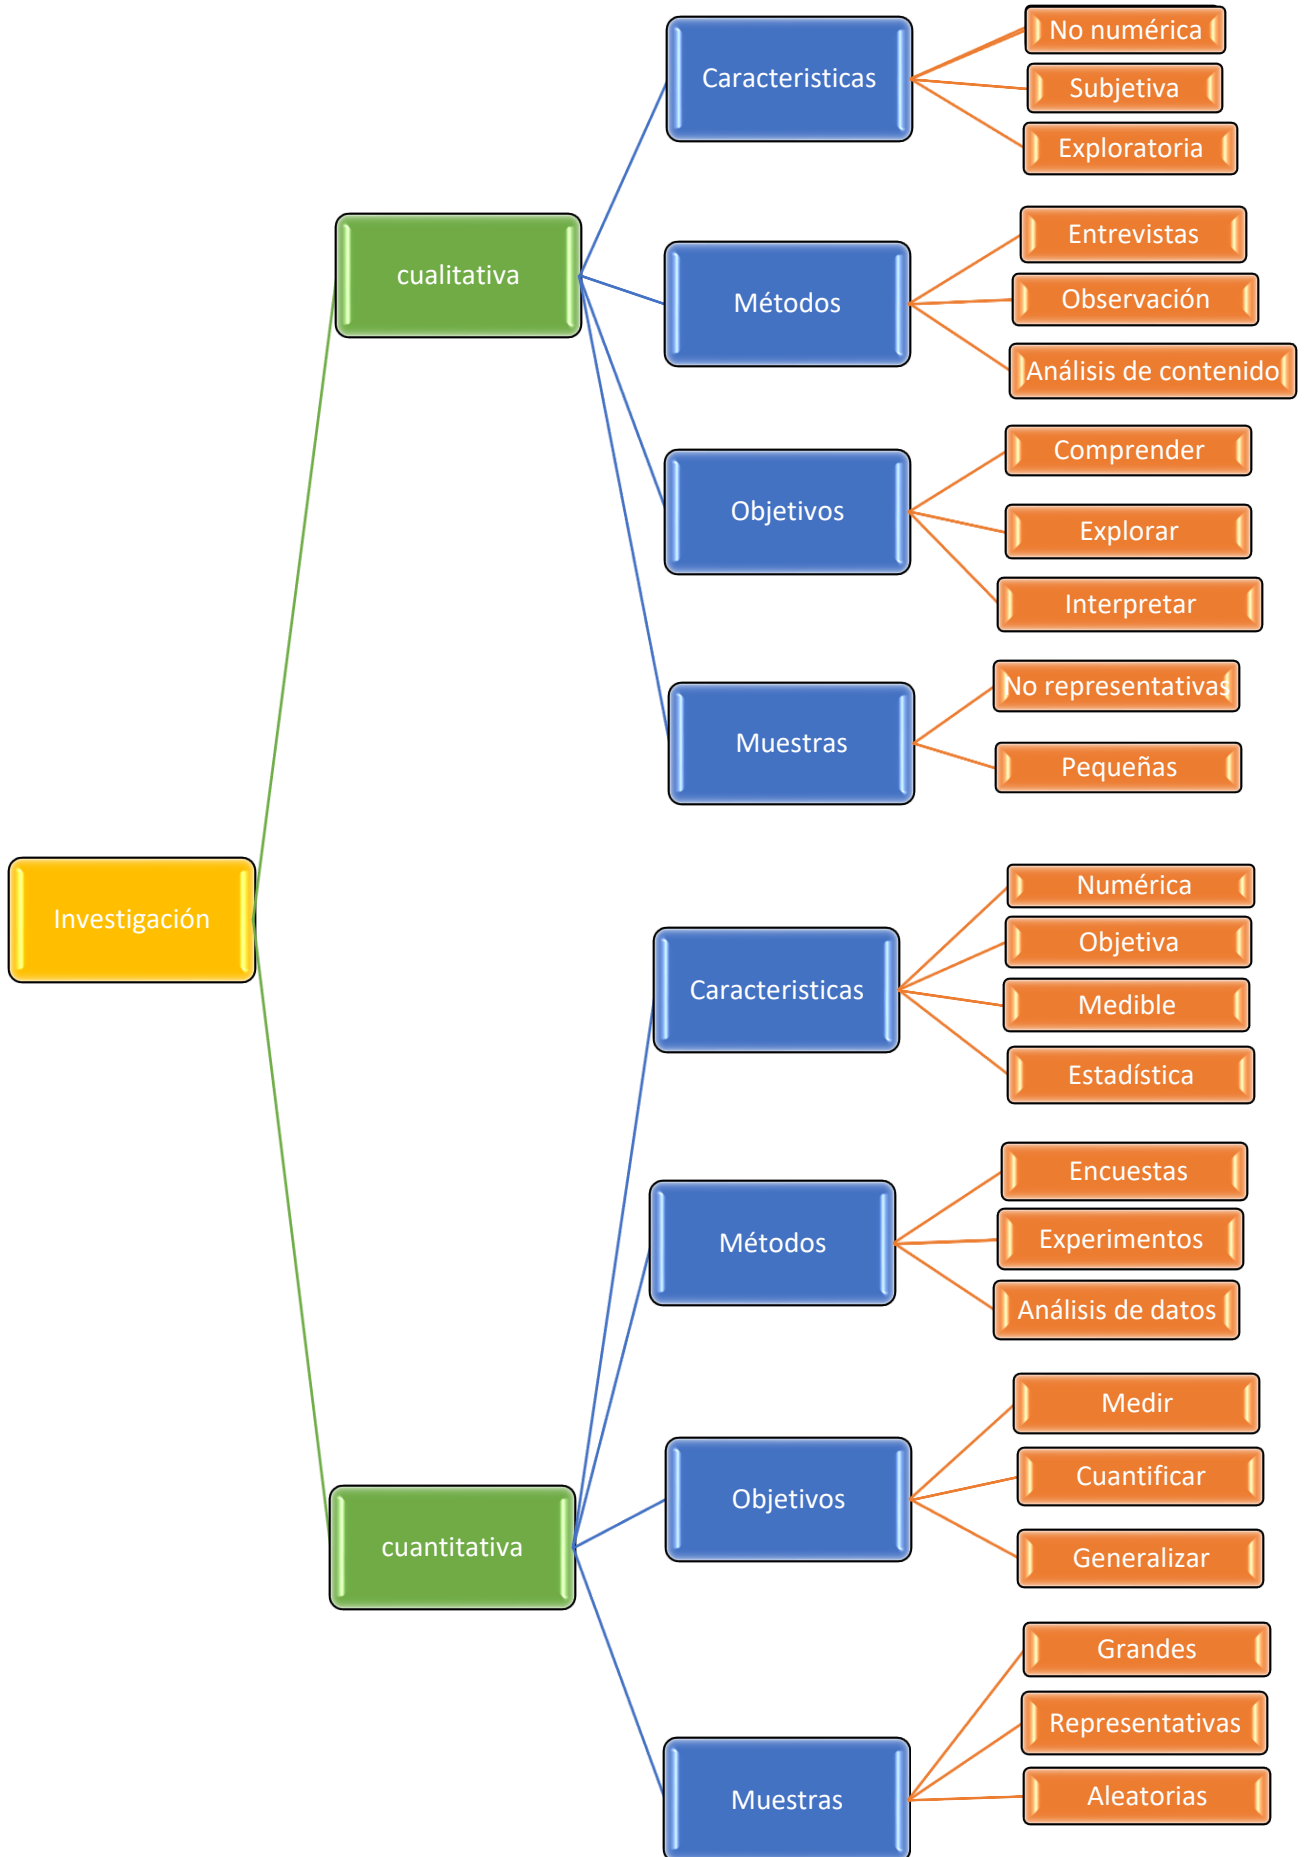 Investigación
cualitativa
Caracteristicas
No numérica
Subjetiva
Exploratoria
Métodos
Entrevistas
Observación
Análisis de contenido
Objetivos
Comprender
Explorar
Interpretar
Muestras
No representativas
Pequeñas
cuantitativa
Caracteristicas
Numérica
Objetiva
Medible
Estadística
Métodos
Encuestas
Experimentos
Análisis de datos
Objetivos
Medir
Cuantificar
Generalizar
Muestras
Grandes
Representativas
Aleatorias